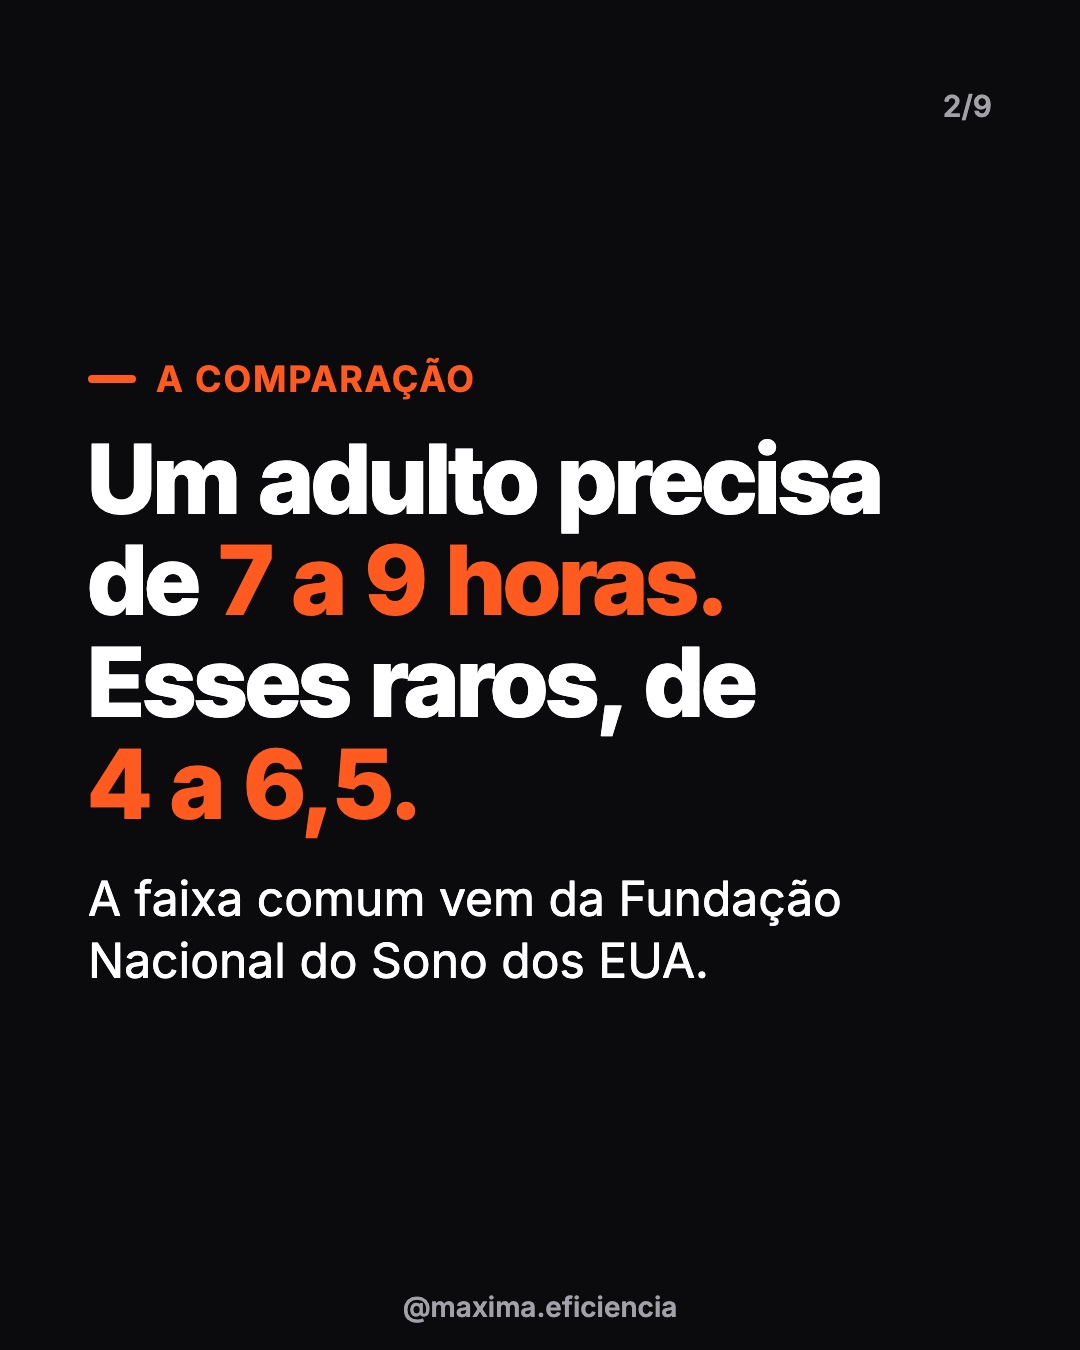 2/9
A COMPARAÇÃO
Um adulto precisa
de 7 a 9 horas.
Esses raros, de
4 a 6,5.
A faixa comum vem da Fundação
Nacional do Sono dos EUA.
@maxima.eficiencia